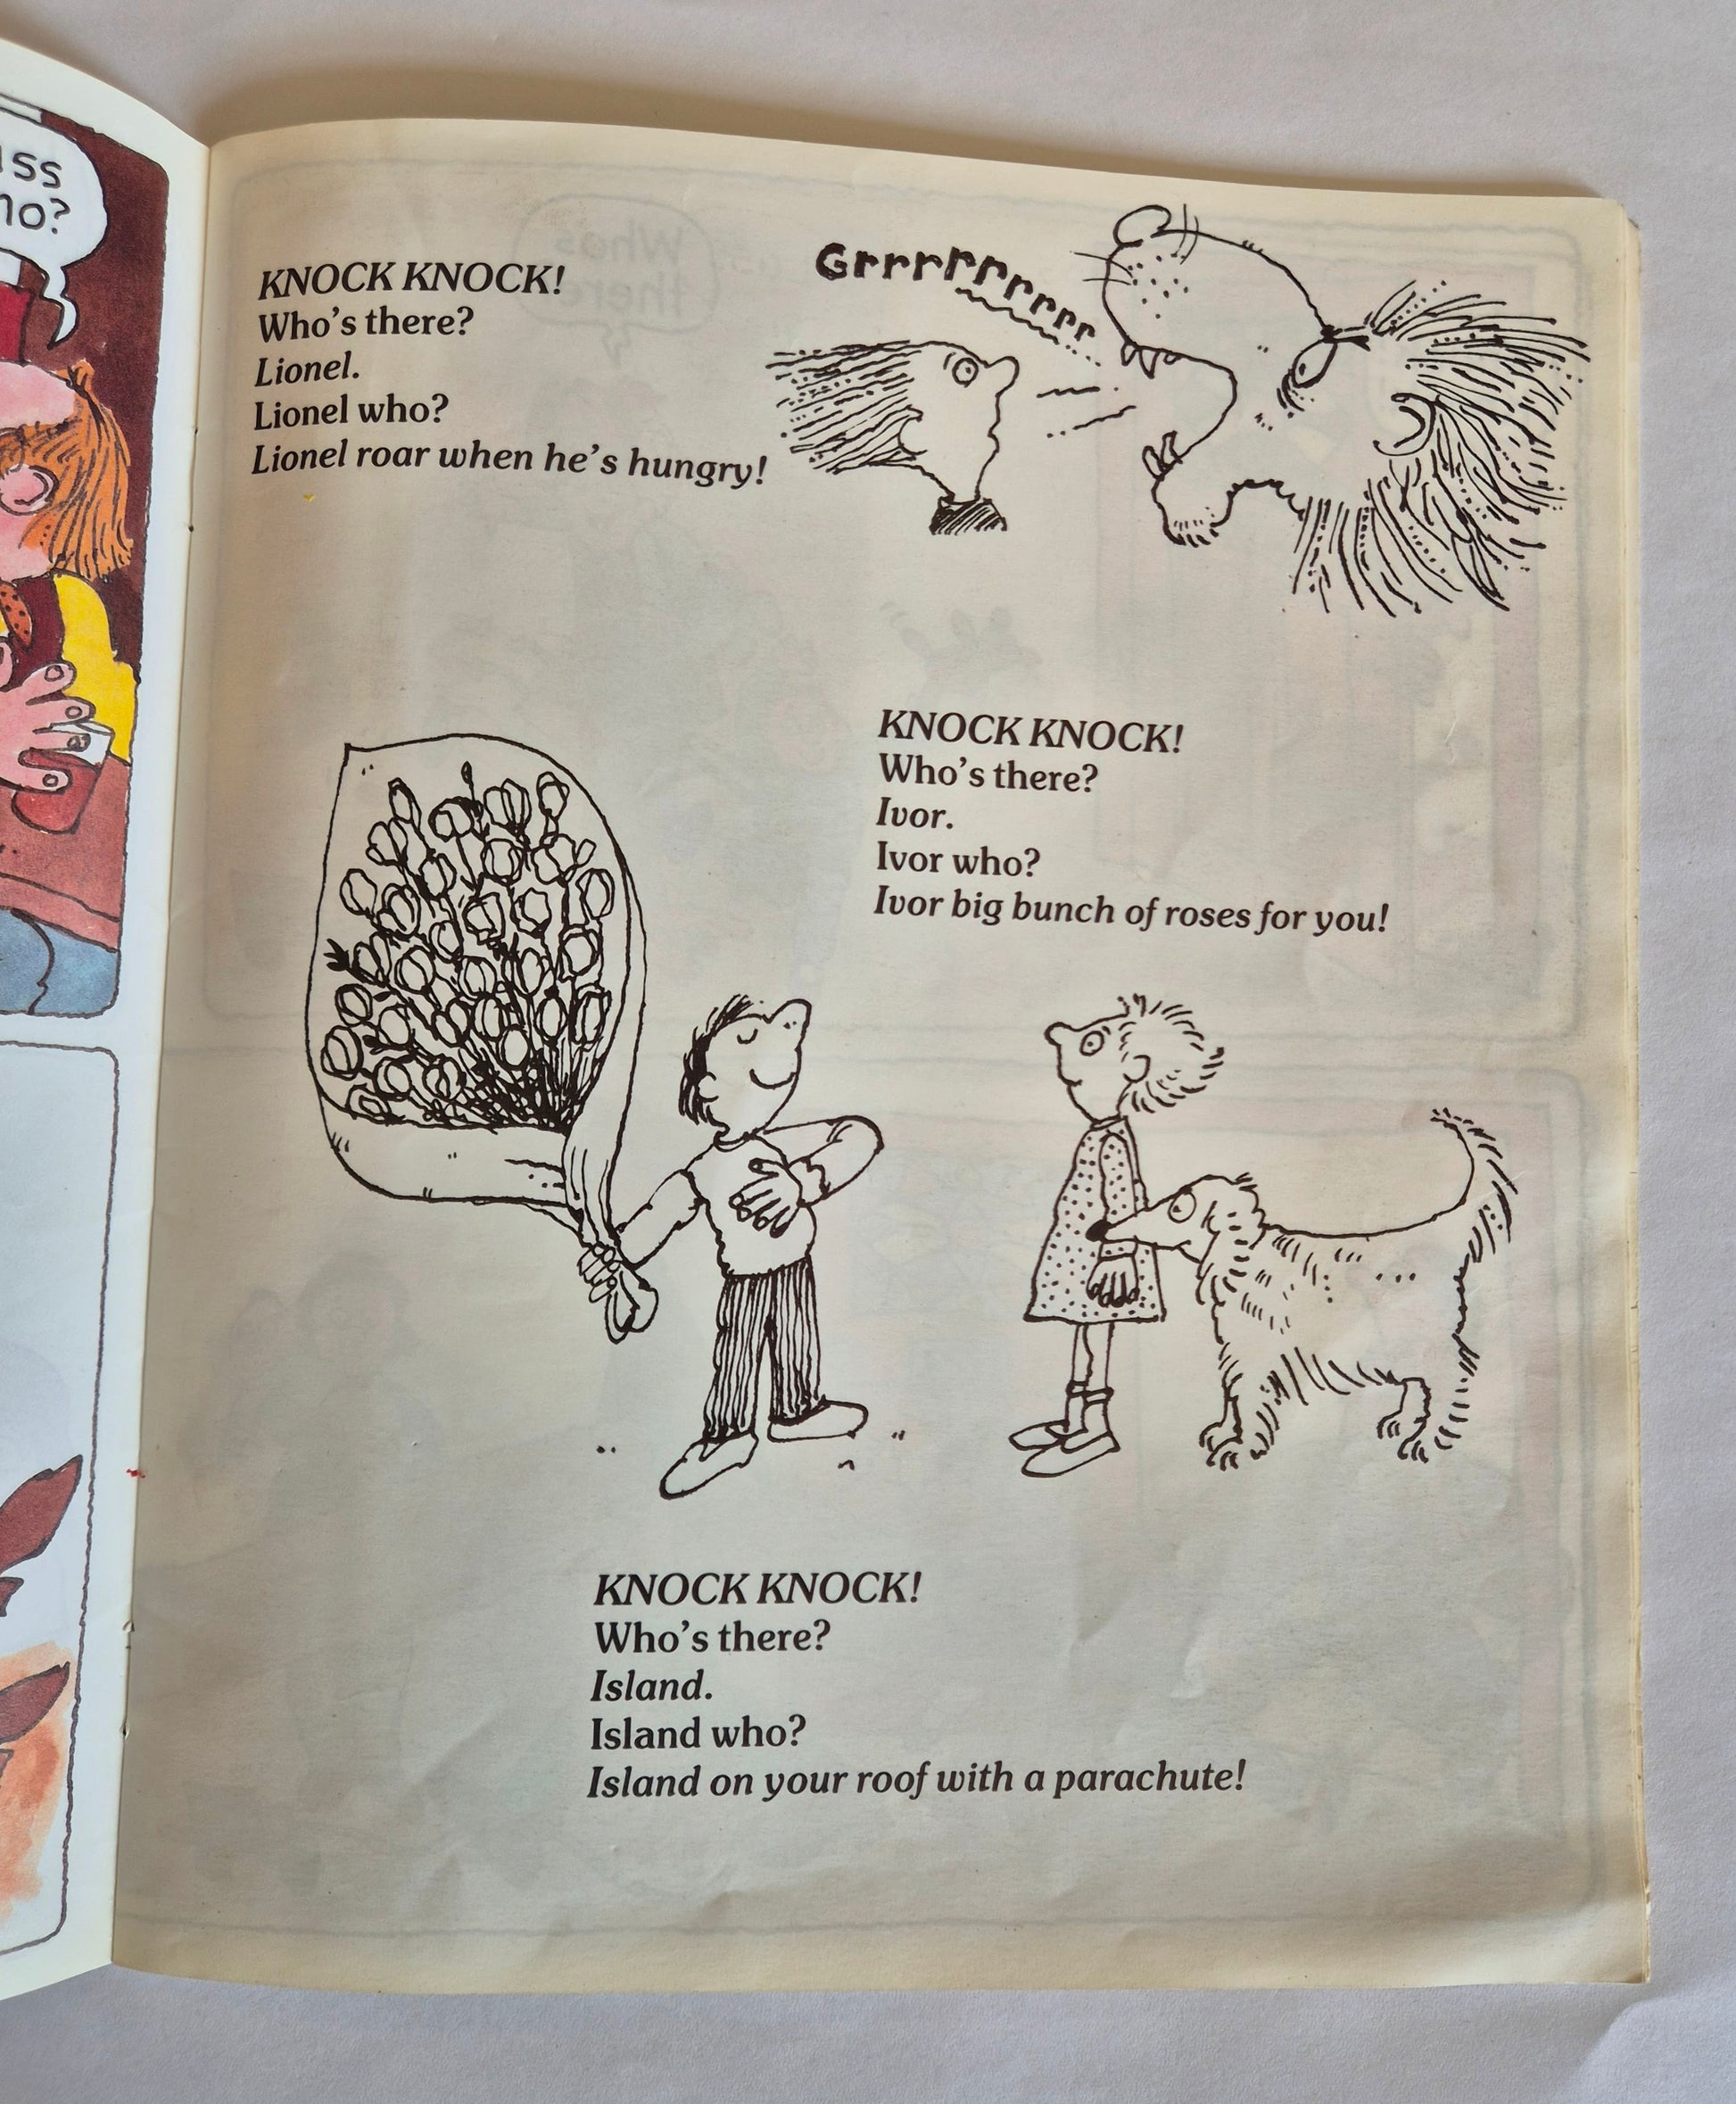 10?
KNOCK KNOCK!
Who's there?
Lionel.
Lionel who?
Lionel roar when he's hungry!
Grrrrrrrrrrr
KNOCK KNOCK!
Who's there?
Ivor.
Ivor who?
Ivor big bunch of roses for you!
KNOCK KNOCK!
Who's there?
Island.
Island who?
Island on your roof with a parachute!